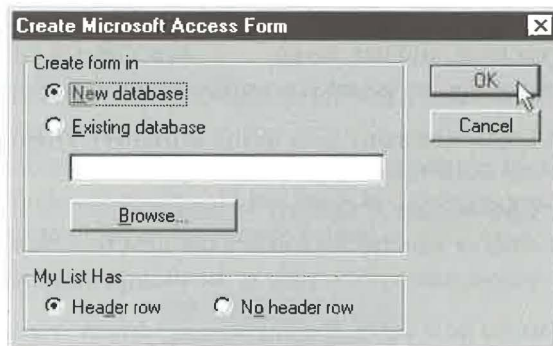 Create Microsoft Access Form
Create form in
New database
Existing database
Browse...
OK
Cancel
My List Has
Header row
No header row